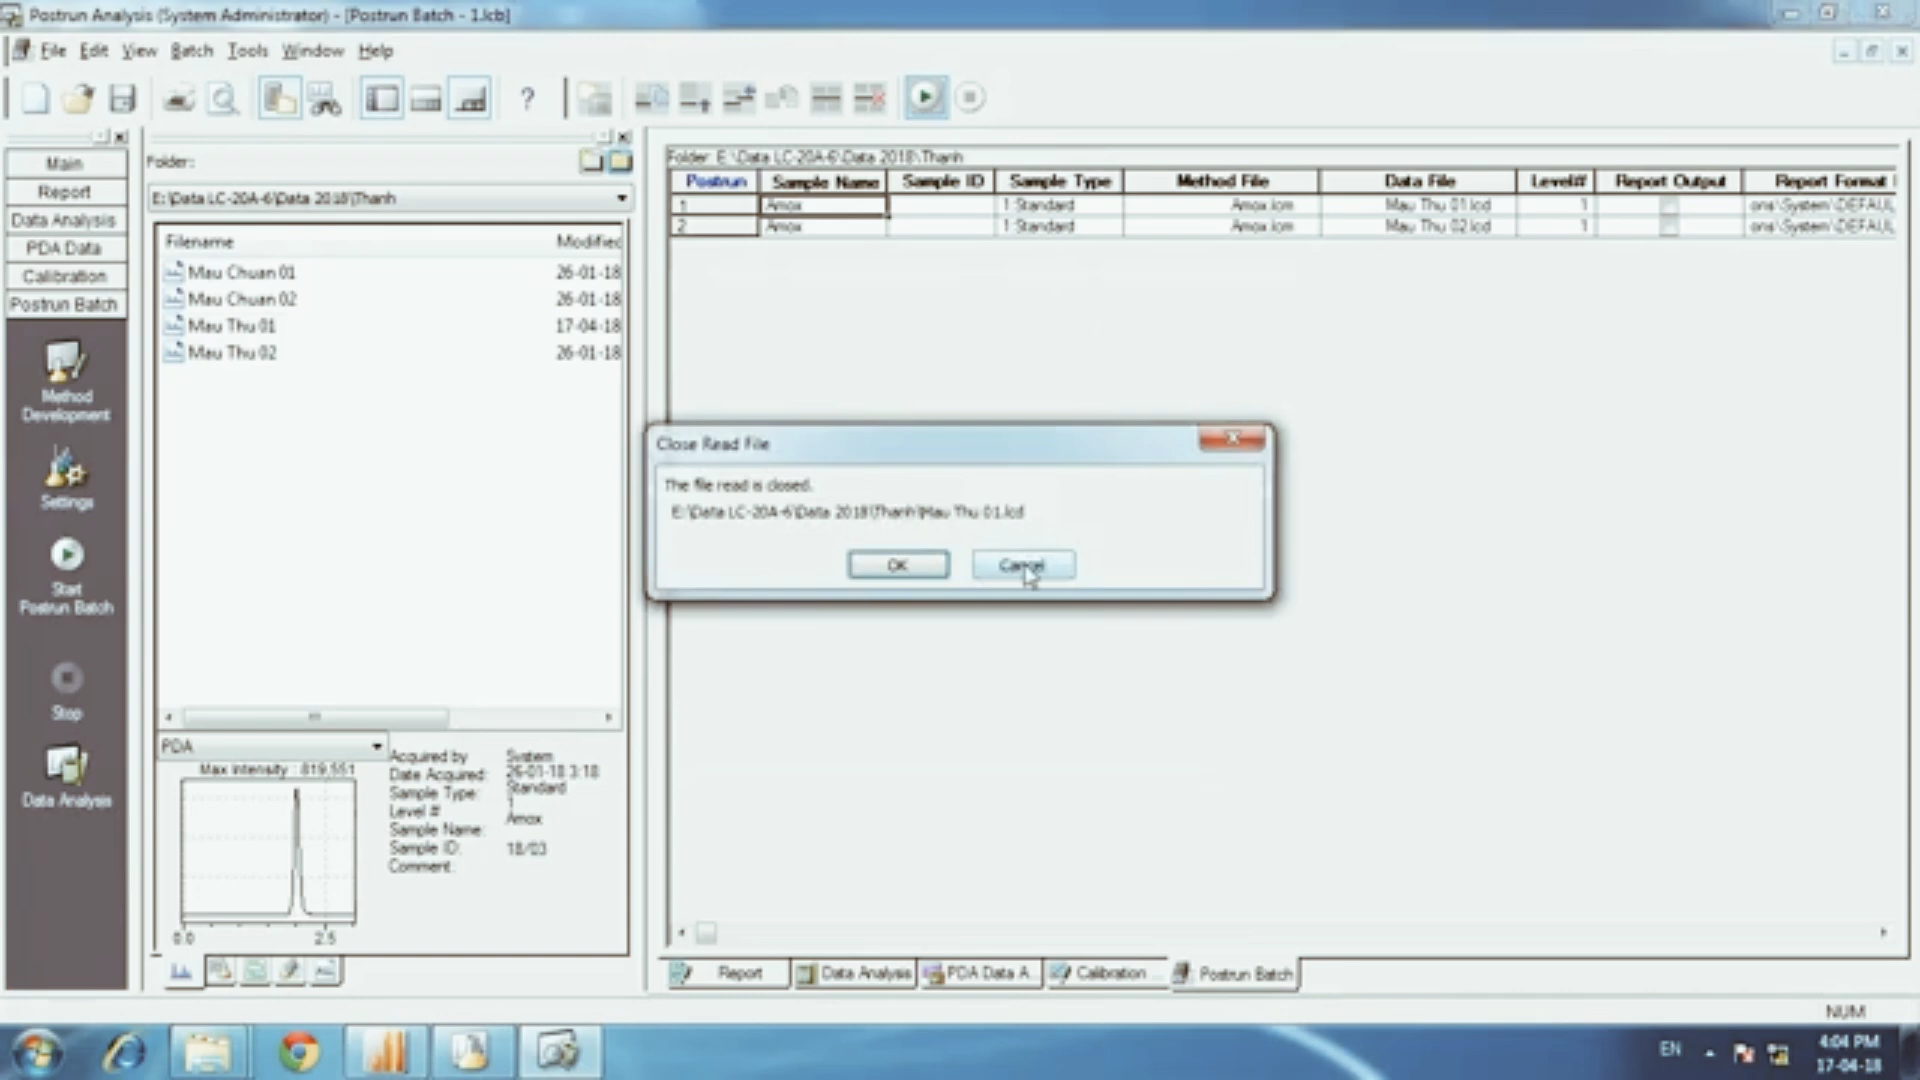 Postrun Analysis (System Administrator) - [Postrun Batch - 1.lcb]
File Edit View Batch Tools Window Help
Main
Report
Data Analysis
PDA Data
Calibration
Postrun Batch
Method
Development
Settings
Start
Postrun Batch
Stop
Data Analysis
Folder:
E:\Data LC-20A-6\Data 2018\Thanh
Filename Modified
Mau Chuan 01 26-01-18
Mau Chuan 02 26-01-18
Mau Thu 01 17-04-18
Mau Thu 02 26-01-18
PDA
Max Intensity : 819,551
0.0 2.5
Acquired by System
Date Acquired: 26-01-18 3:18
Sample Type: Standard
Level # 1
Sample Name: Amox
Sample ID: 18/03
Comment:
Folder: E:\Data LC-20A-6\Data 2018\Thanh
Postrun Sample Name Sample ID Sample Type Method File Data File Level# Report Output Report Format
1 Amox 1:Standard Amox.lcm Mau Thu 01.lcd 1 ons\System\DEFAUL
2 Amox 1:Standard Amox.lcm Mau Thu 02.lcd 1 ons\System\DEFAUL
Close Read File
The file read is closed.
E:\Data LC-20A-6\Data 2018\Thanh\Mau Thu 01.lcd
OK Cancel
Report Data Analysis PDA Data A... Calibration ... Postrun Batch
NUM
EN
4:04 PM
17-04-18